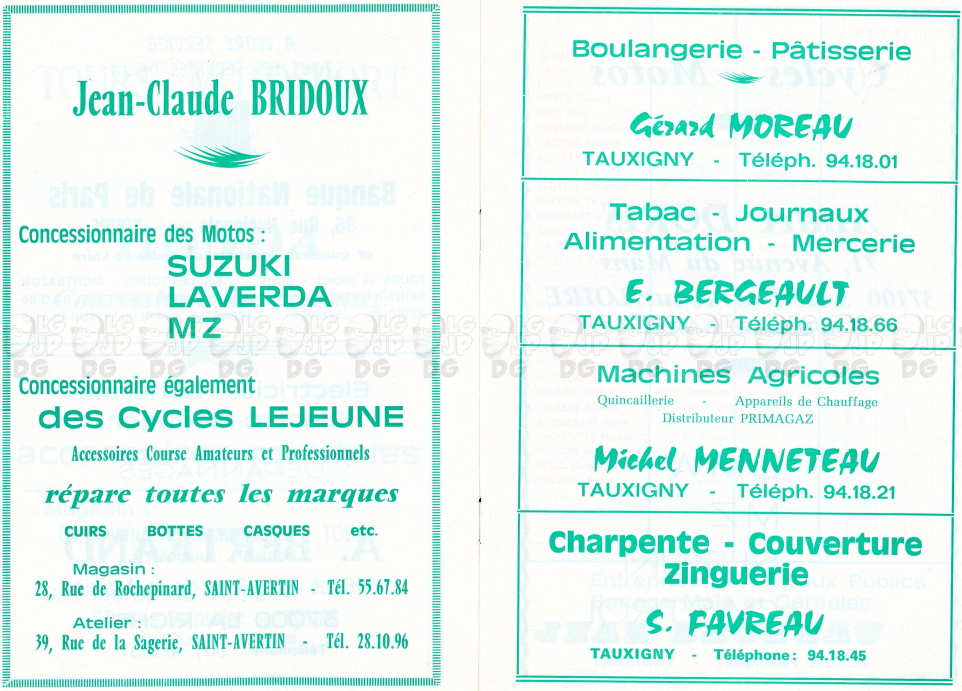 Jean-Claude BRIDOUX
Concessionnaire des Motos :
SUZUKI
LAVERDA
MZ
Concessionnaire également
des Cycles LEJEUNE
Accessoires Course Amateurs et Professionnels
répare toutes les marques
CUIRS BOTTES CASQUES etc.
Magasin :
28, Rue de Rochepinard, SAINT-AVERTIN - Tél. 55.67.84
Atelier :
39, Rue de la Sagerie, SAINT-AVERTIN - Tél. 28.10.96
Boulangerie - Pâtisserie
Gérard MOREAU
TAUXIGNY - Téléph. 94.18.01
Tabac - Journaux
Alimentation - Mercerie
E. BERGEAULT
TAUXIGNY - Téléph. 94.18.66
Machines Agricoles
Quincaillerie - Appareils de Chauffage
Distributeur PRIMAGAZ
Michel MENNETEAU
TAUXIGNY - Téléph. 94.18.21
Charpente - Couverture
Zinguerie
S. FAVREAU
TAUXIGNY - Téléphone : 94.18.45